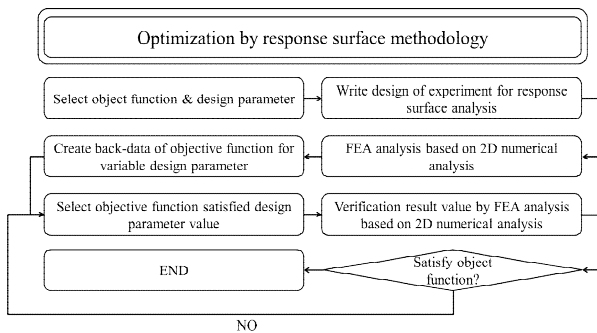 Optimization by response surface methodology
Select object function & design parameter
Write design of experiment for response
surface analysis
Create back-data of objective function for
variable design parameter
FEA analysis based on 2D numerical
analysis
Select objective function satisfied design
parameter value
Verification result value by FEA analysis
based on 2D numerical analysis
END
Satisfy object
function?
NO